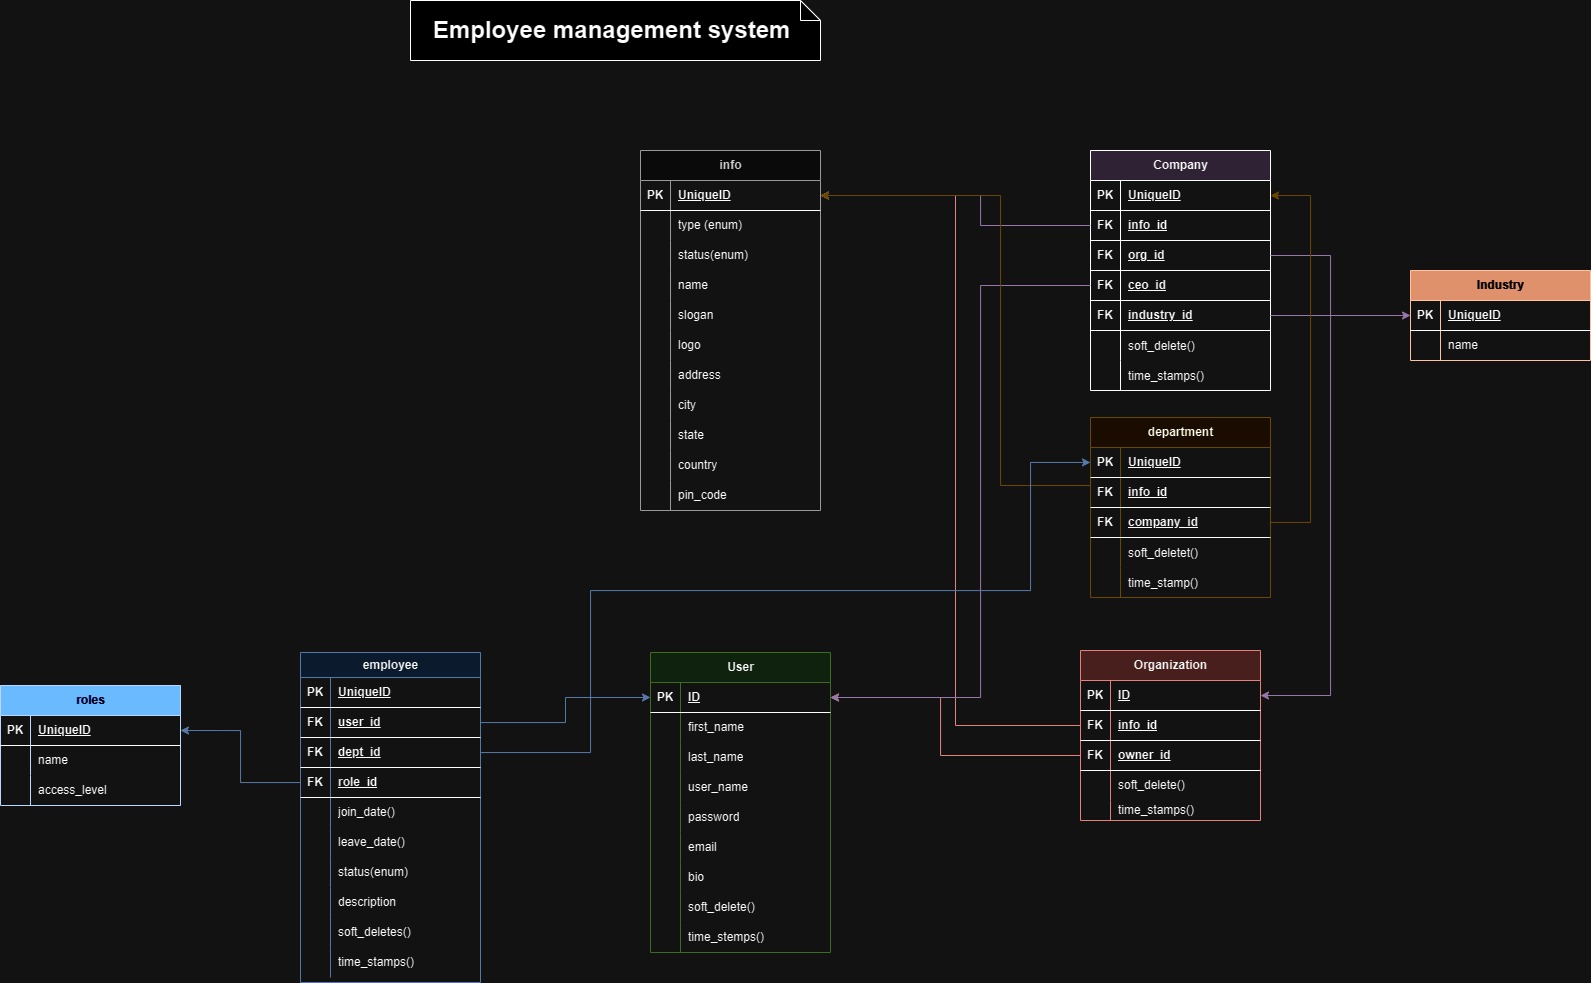 Employee management system
info
PK UniqueID
type (enum)
status(enum)
name
slogan
logo
address
city
state
country
pin_code
Company
PK UniqueID
FK info_id
FK org_id
FK ceo_id
FK industry_id
soft_delete()
time_stamps()
Industry
PK UniqueID
name
department
PK UniqueID
FK info_id
FK company_id
soft_deletet()
time_stamp()
roles
PK UniqueID
name
access_level
employee
PK UniqueID
FK user_id
FK dept_id
FK role_id
join_date()
leave_date()
status(enum)
description
soft_deletes()
time_stamps()
User
PK ID
first_name
last_name
user_name
password
email
bio
soft_delete()
time_stemps()
Organization
PK ID
FK info_id
FK owner_id
soft_delete()
time_stamps()